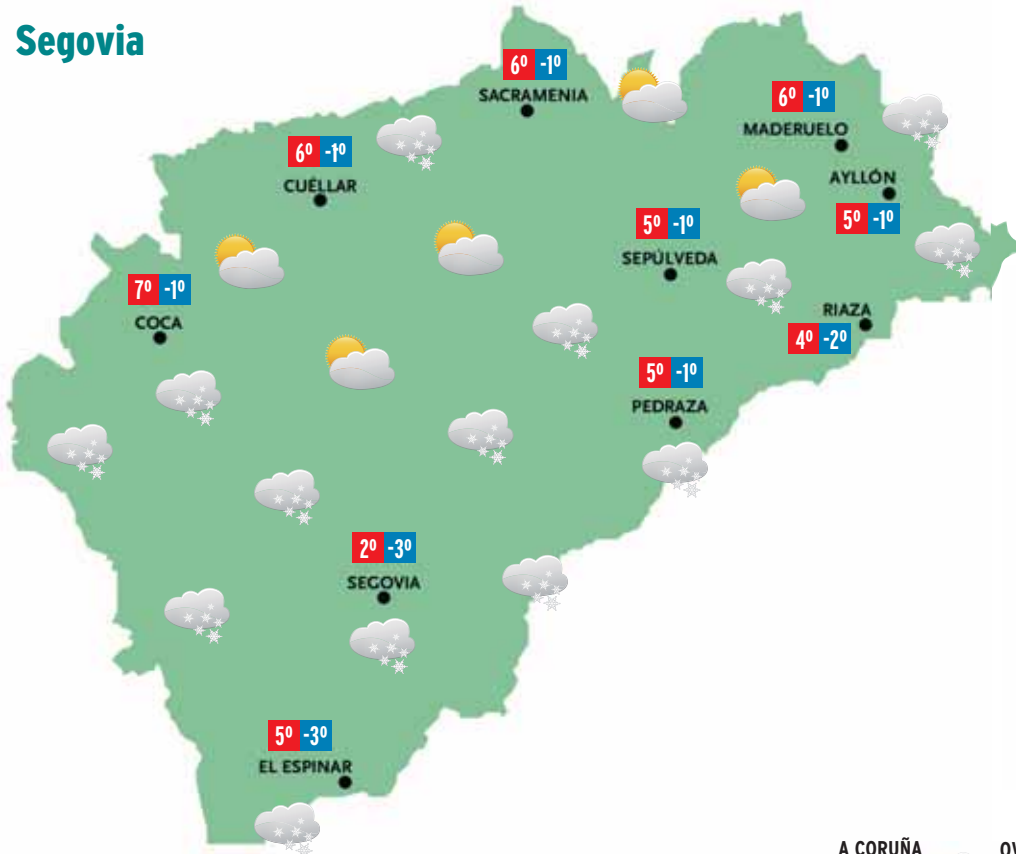 Segovia
6º -1º
SACRAMENIA
6º -1º
MADERUELO
6º -1º
CUÉLLAR
AYLLÓN
5º -1º
5º -1º
SEPÚLVEDA
7º -1º
COCA
RIAZA
4º -2º
5º -1º
PEDRAZA
2º -3º
SEGOVIA
5º -3º
EL ESPINAR
A CORUÑA
OV